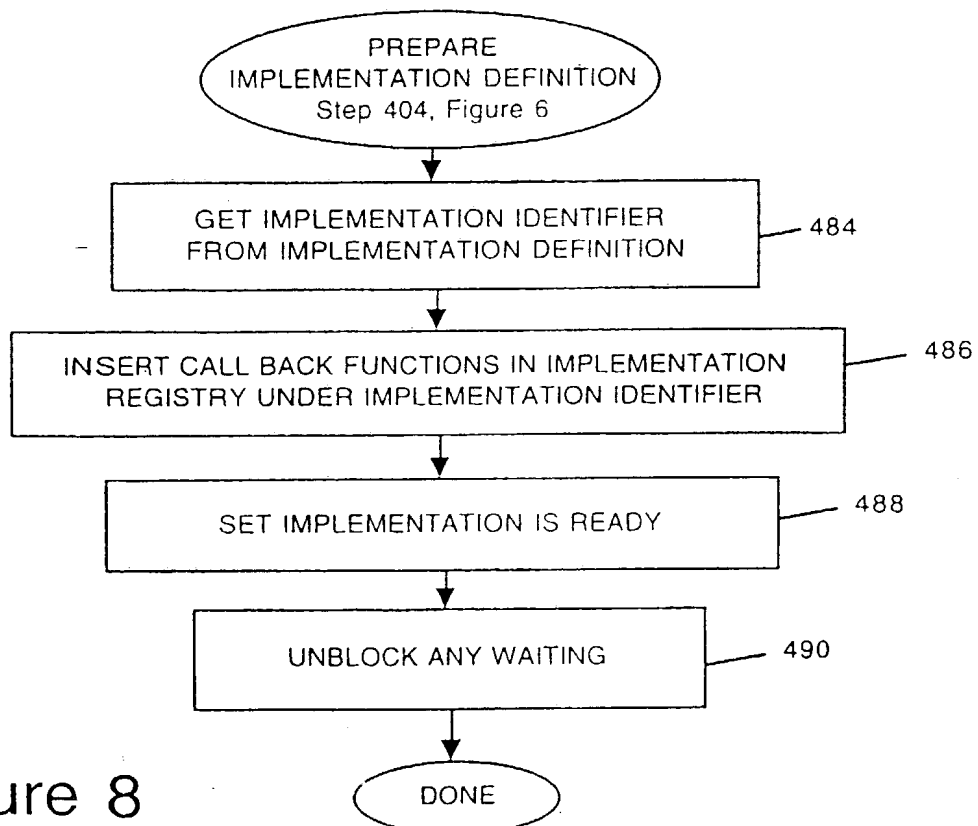 PREPARE
IMPLEMENTATION DEFINITION
Step 404, Figure 6
GET IMPLEMENTATION IDENTIFIER
FROM IMPLEMENTATION DEFINITION
484
INSERT CALL BACK FUNCTIONS IN IMPLEMENTATION
REGISTRY UNDER IMPLEMENTATION IDENTIFIER
486
SET IMPLEMENTATION IS READY
488
UNBLOCK ANY WAITING
490
DONE
ure 8